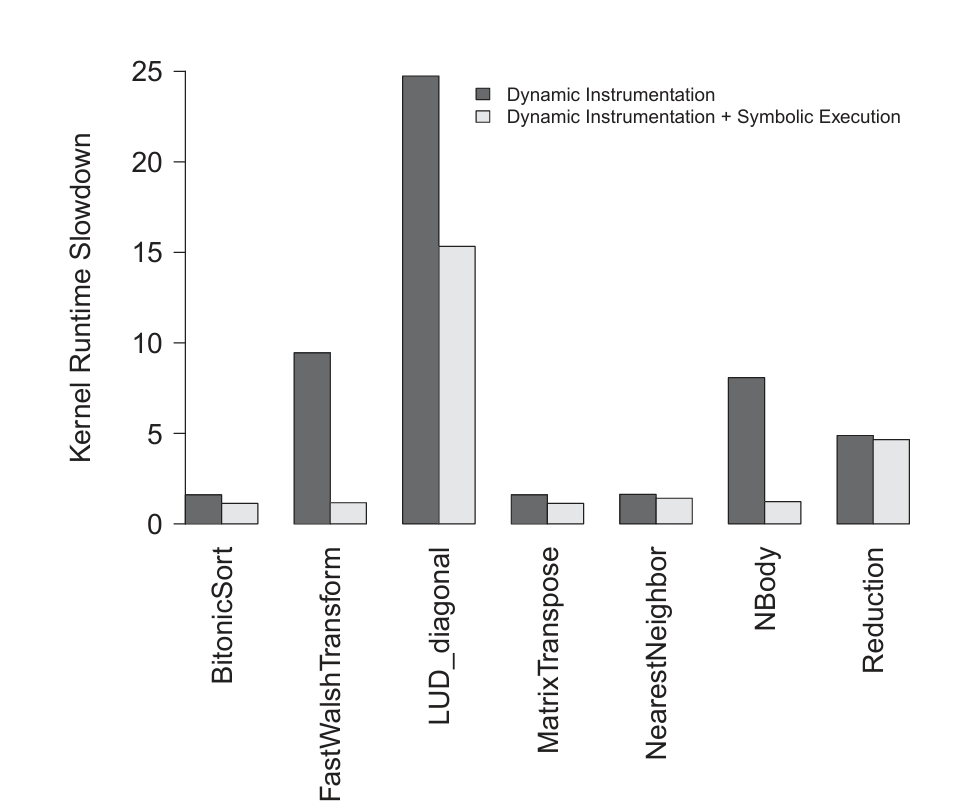 Kernel Runtime Slowdown
25
20
15
10
5
0
Dynamic Instrumentation
Dynamic Instrumentation + Symbolic Execution
BitonicSort
FastWalshTransform
LUD_diagonal
MatrixTranspose
NearestNeighbor
NBody
Reduction